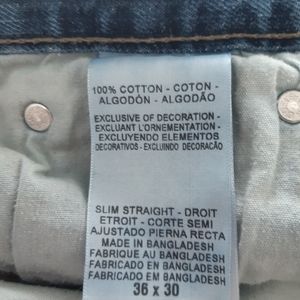 100% COTTON - COTON -
ALGODÓN - ALGODÃO
EXCLUSIVE OF DECORATION -
EXCLUANT L'ORNEMENTATION -
EXCLUYENDO ELEMENTOS
DECORATIVOS - EXCLUINDO DECORACÃO
SLIM STRAIGHT - DROIT
ETROIT - CORTE SEMI
AJUSTADO PIERNA RECTA
MADE IN BANGLADESH
FABRIQUE AU BANGLADESH
FABRICADO EN BANGLADESH
FABRICADO EM BANGLADESH
36 x 30